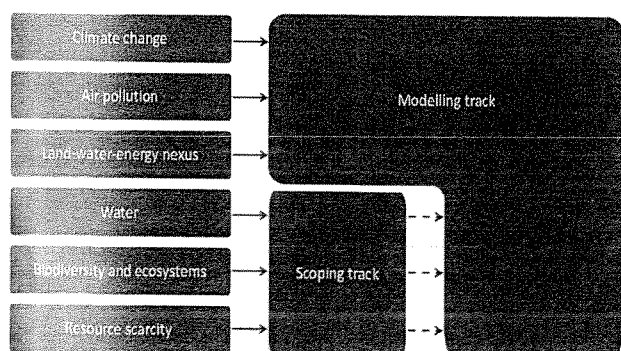 Climate change
Air pollution
Modelling track
Land-water-energy nexus
Water
Biodiversity and ecosystems
Scoping track
Resource scarcity